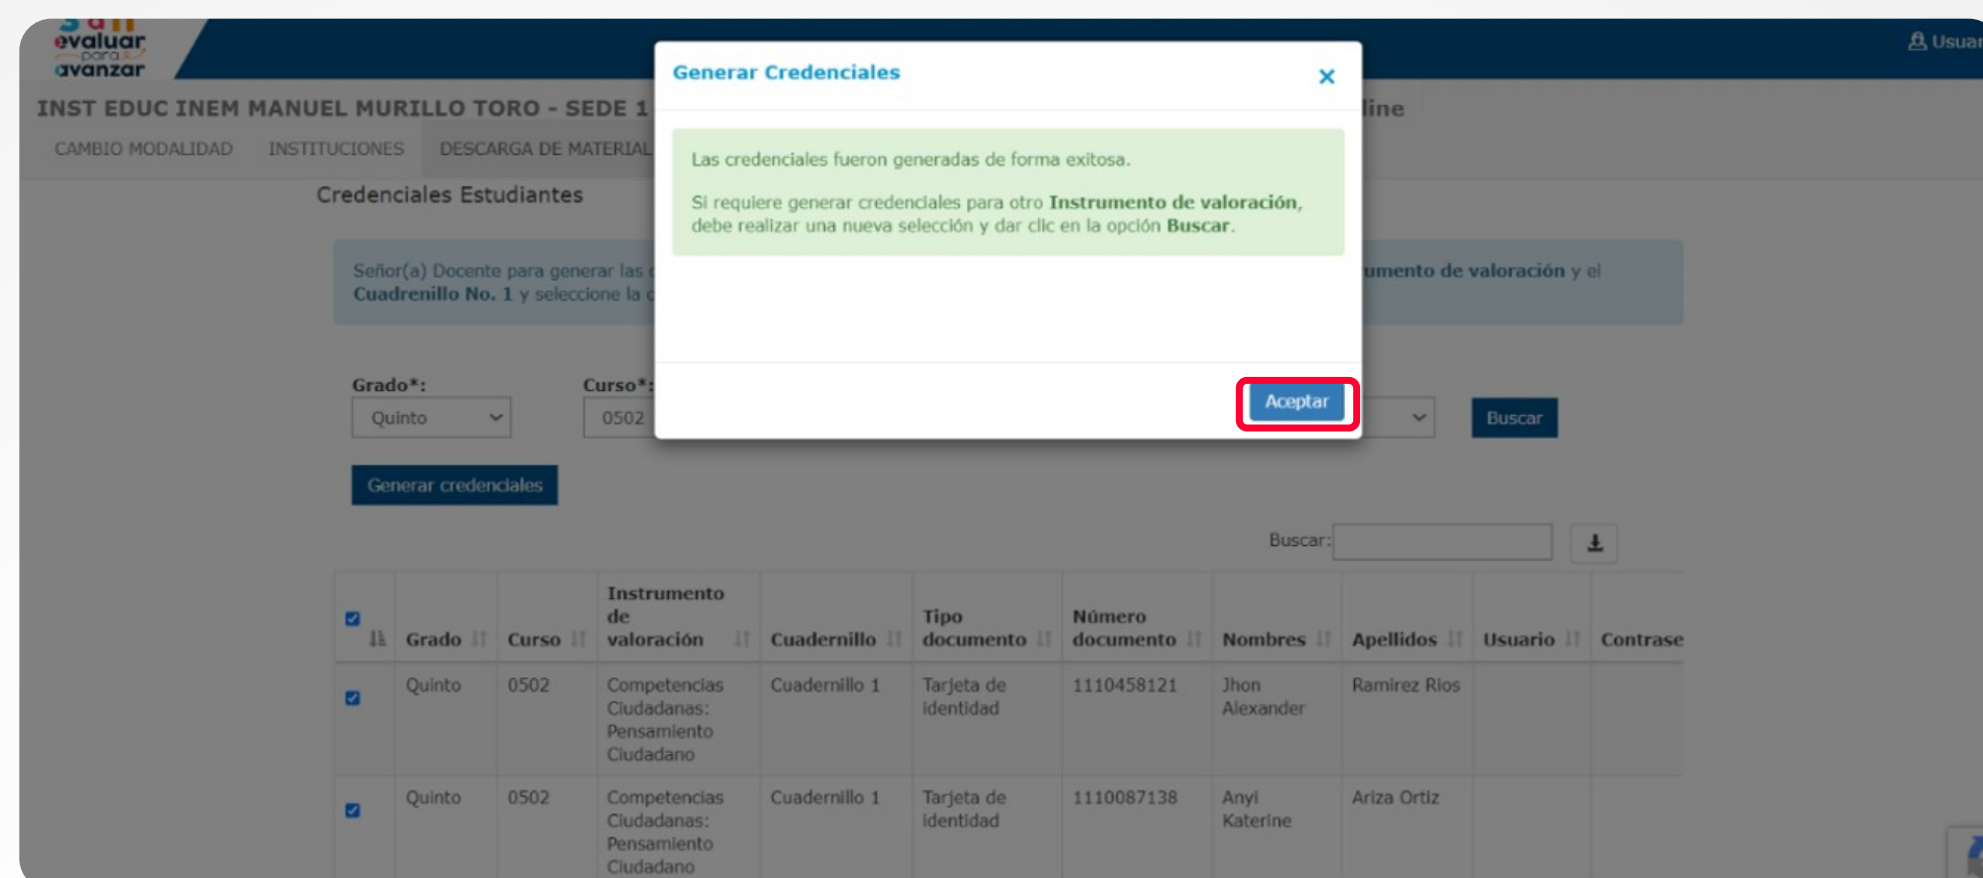 evaluar
para
avanzar
Usuar
INST EDUC INEM MANUEL MURILLO TORO - SEDE 1
line
CAMBIO MODALIDAD INSTITUCIONES DESCARGA DE MATERIAL
Generar Credenciales
Las credenciales fueron generadas de forma exitosa.
Si requiere generar credenciales para otro Instrumento de valoración,
debe realizar una nueva selección y dar clic en la opción Buscar.
Aceptar
Credenciales Estudiantes
Señor(a) Docente para generar las umento de valoración y el
Cuadrenillo No. 1 y seleccione la
Grado*: Curso*:
Quinto 0502 Buscar
Generar credenciales
Buscar:
Grado Curso Instrumento de valoración Cuadernillo Tipo documento Número documento Nombres Apellidos Usuario Contrase
Quinto 0502 Competencias Cuadernillo 1 Tarjeta de 1110458121 Jhon Ramirez Rios
Ciudadanas: identidad Alexander
Pensamiento
Ciudadano
Quinto 0502 Competencias Cuadernillo 1 Tarjeta de 1110087138 Anyi Ariza Ortiz
Ciudadanas: identidad Katerine
Pensamiento
Ciudadano